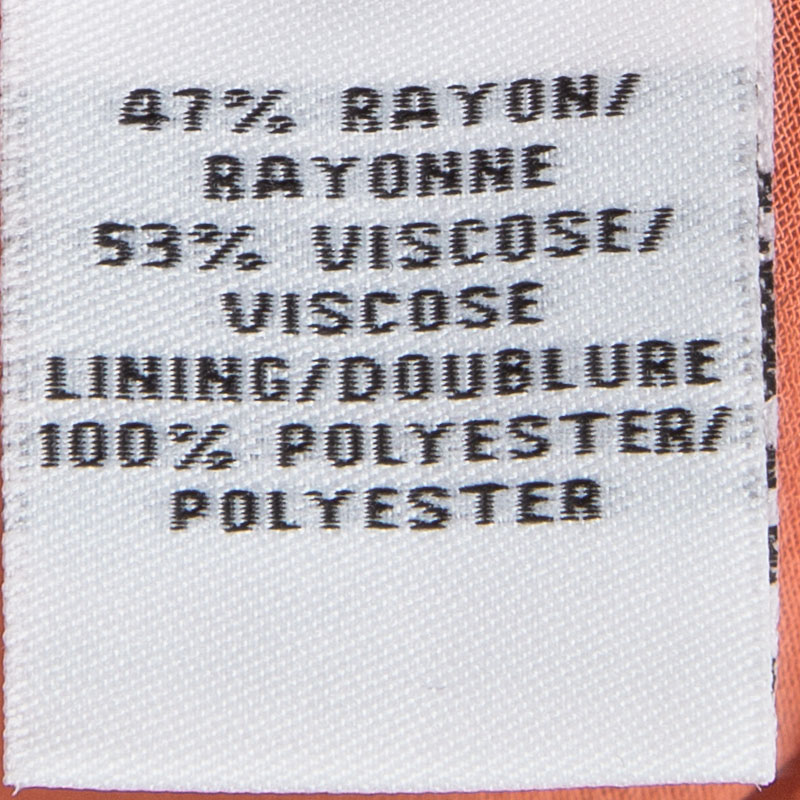 47% RAYON/
RAYONNE
53% VISCOSE/
VISCOSE
LINING/DOUBLURE
100% POLYESTER/
POLYESTER